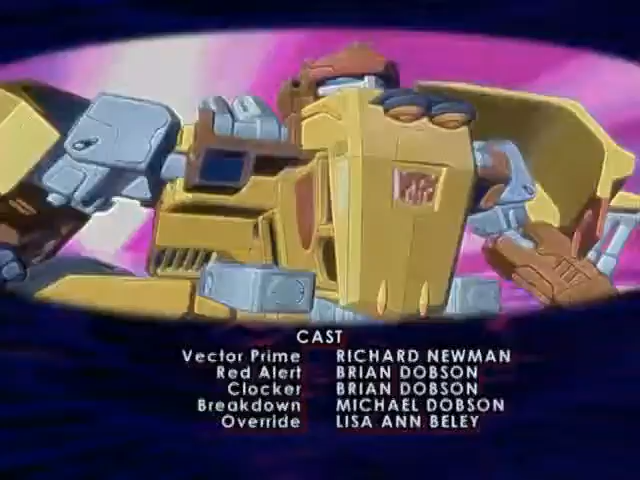 CAST
Vector Prime RICHARD NEWMAN
Red Alert BRIAN DOBSON
Clocker BRIAN DOBSON
Breakdown MICHAEL DOBSON
Override LISA ANN BELEY